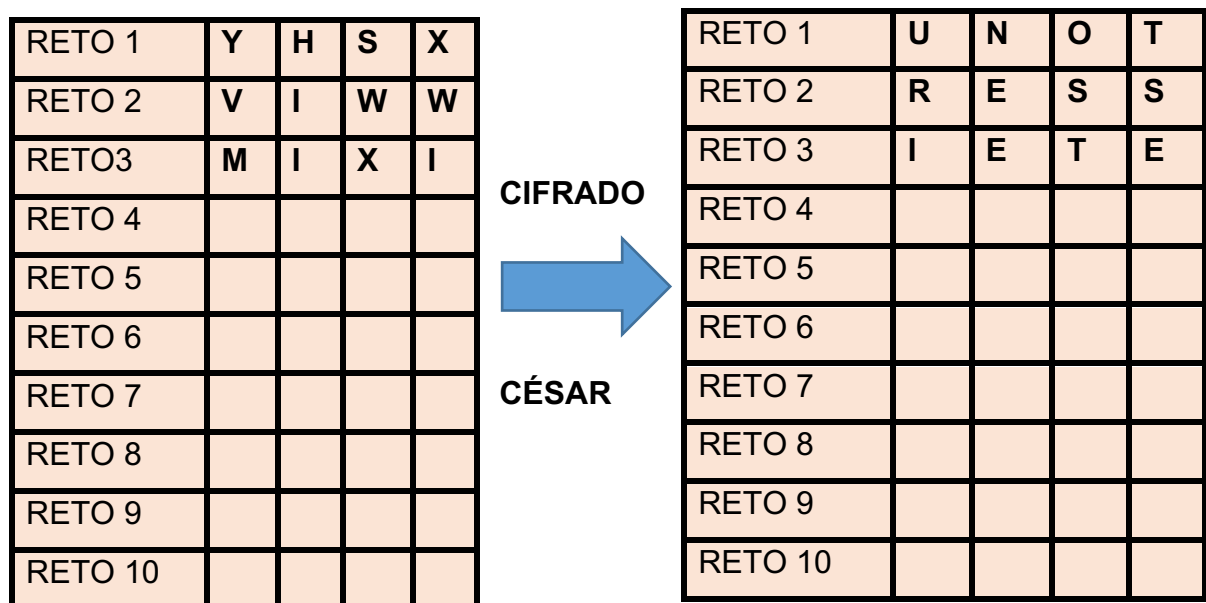 RETO 1 Y H S X
RETO 2 V I W W
RETO3 M I X I
RETO 4
RETO 5
RETO 6
RETO 7
RETO 8
RETO 9
RETO 10
CIFRADO
CÉSAR
RETO 1 U N O T
RETO 2 R E S S
RETO 3 I E T E
RETO 4
RETO 5
RETO 6
RETO 7
RETO 8
RETO 9
RETO 10